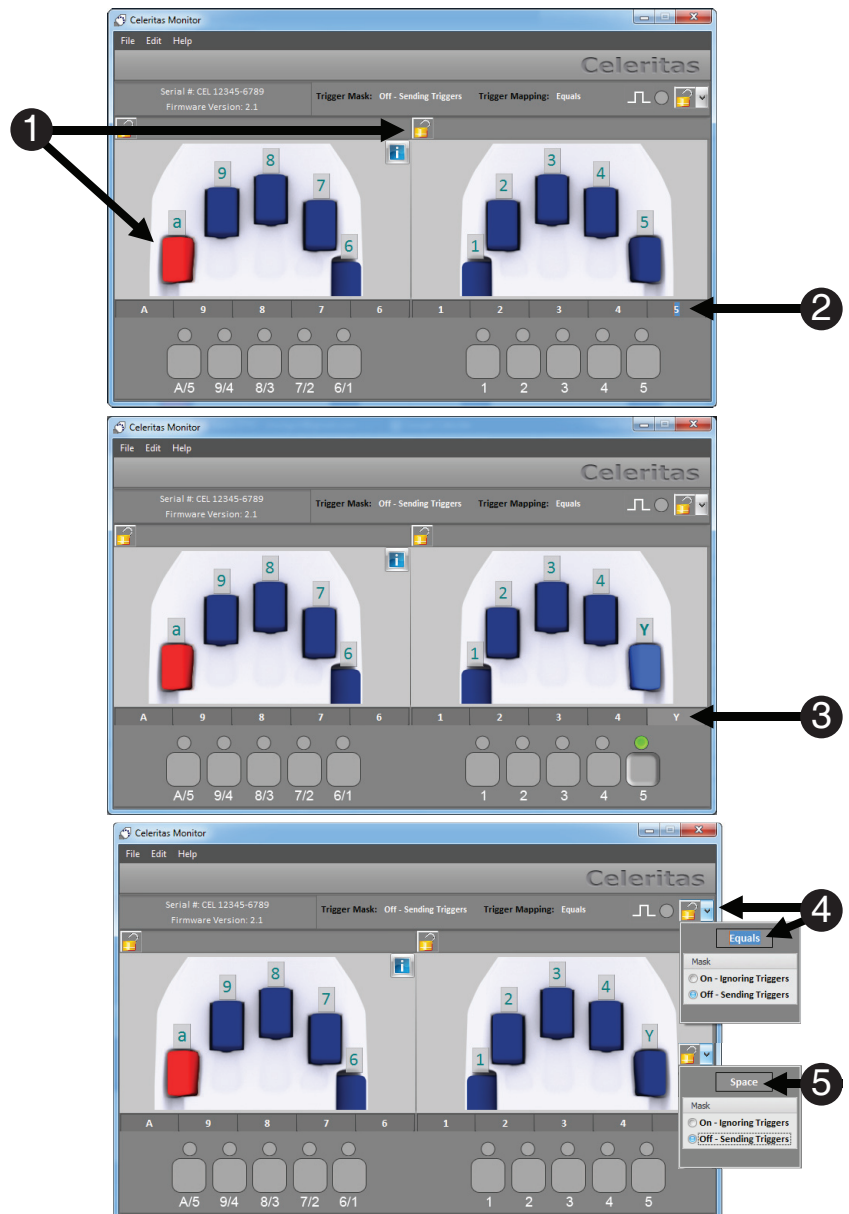 Celeritas Monitor
File Edit Help
Celeritas
Serial #: CEL 12345-6789
Firmware Version: 2.1
Trigger Mask: Off - Sending Triggers Trigger Mapping: Equals
1
a 9 8 7 6
1 2 3 4 5
A 9 8 7 6 1 2 3 4 5
2
A/5 9/4 8/3 7/2 6/1 1 2 3 4 5
Celeritas Monitor
File Edit Help
Celeritas
Serial #: CEL 12345-6789
Firmware Version: 2.1
Trigger Mask: Off - Sending Triggers Trigger Mapping: Equals
a 9 8 7 6
1 2 3 4 Y
A 9 8 7 6 1 2 3 4 Y
3
A/5 9/4 8/3 7/2 6/1 1 2 3 4 5
Celeritas Monitor
File Edit Help
Celeritas
Serial #: CEL 12345-6789
Firmware Version: 2.1
Trigger Mask: Off - Sending Triggers Trigger Mapping: Equals
4
Equals
Mask
On - Ignoring Triggers
Off - Sending Triggers
a 9 8 7 6
1 2 3 4 Y
5
Space
Mask
On - Ignoring Triggers
Off - Sending Triggers
A 9 8 7 6 1 2 3 4
A/5 9/4 8/3 7/2 6/1 1 2 3 4 5